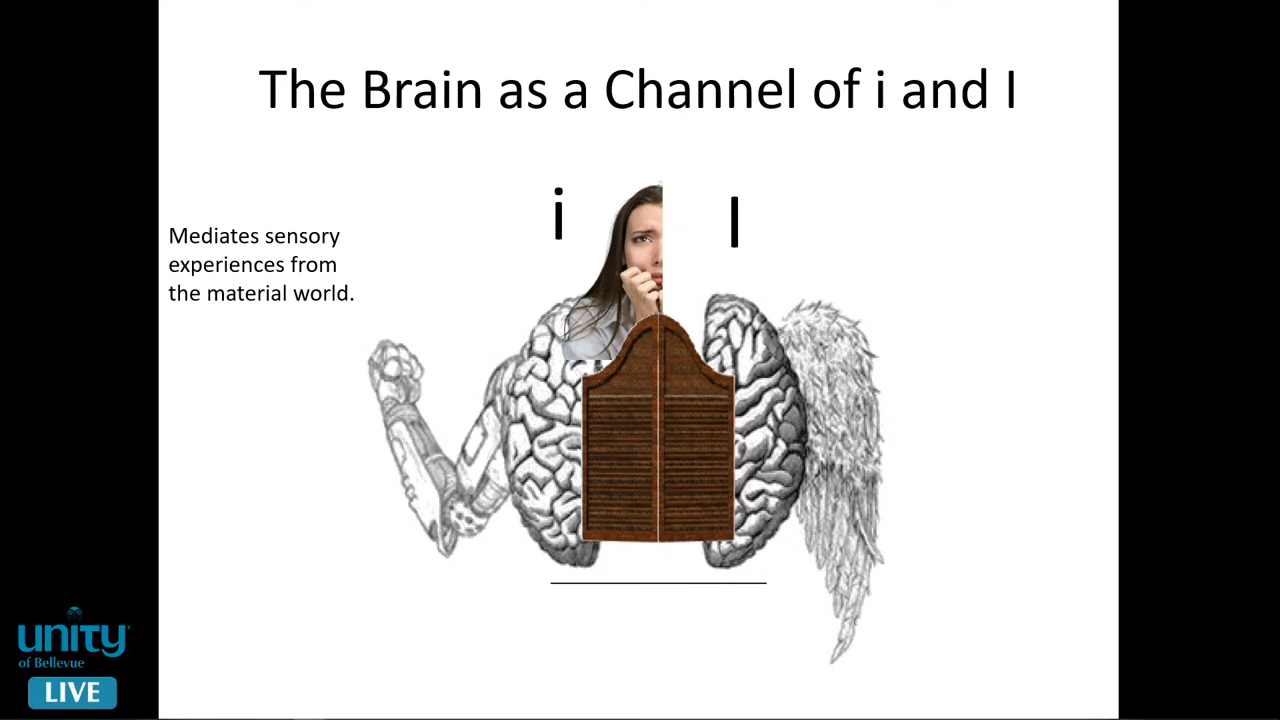 The Brain as a Channel of i and I
i
I
Mediates sensory
experiences from
the material world.
unity
of Bellevue
LIVE